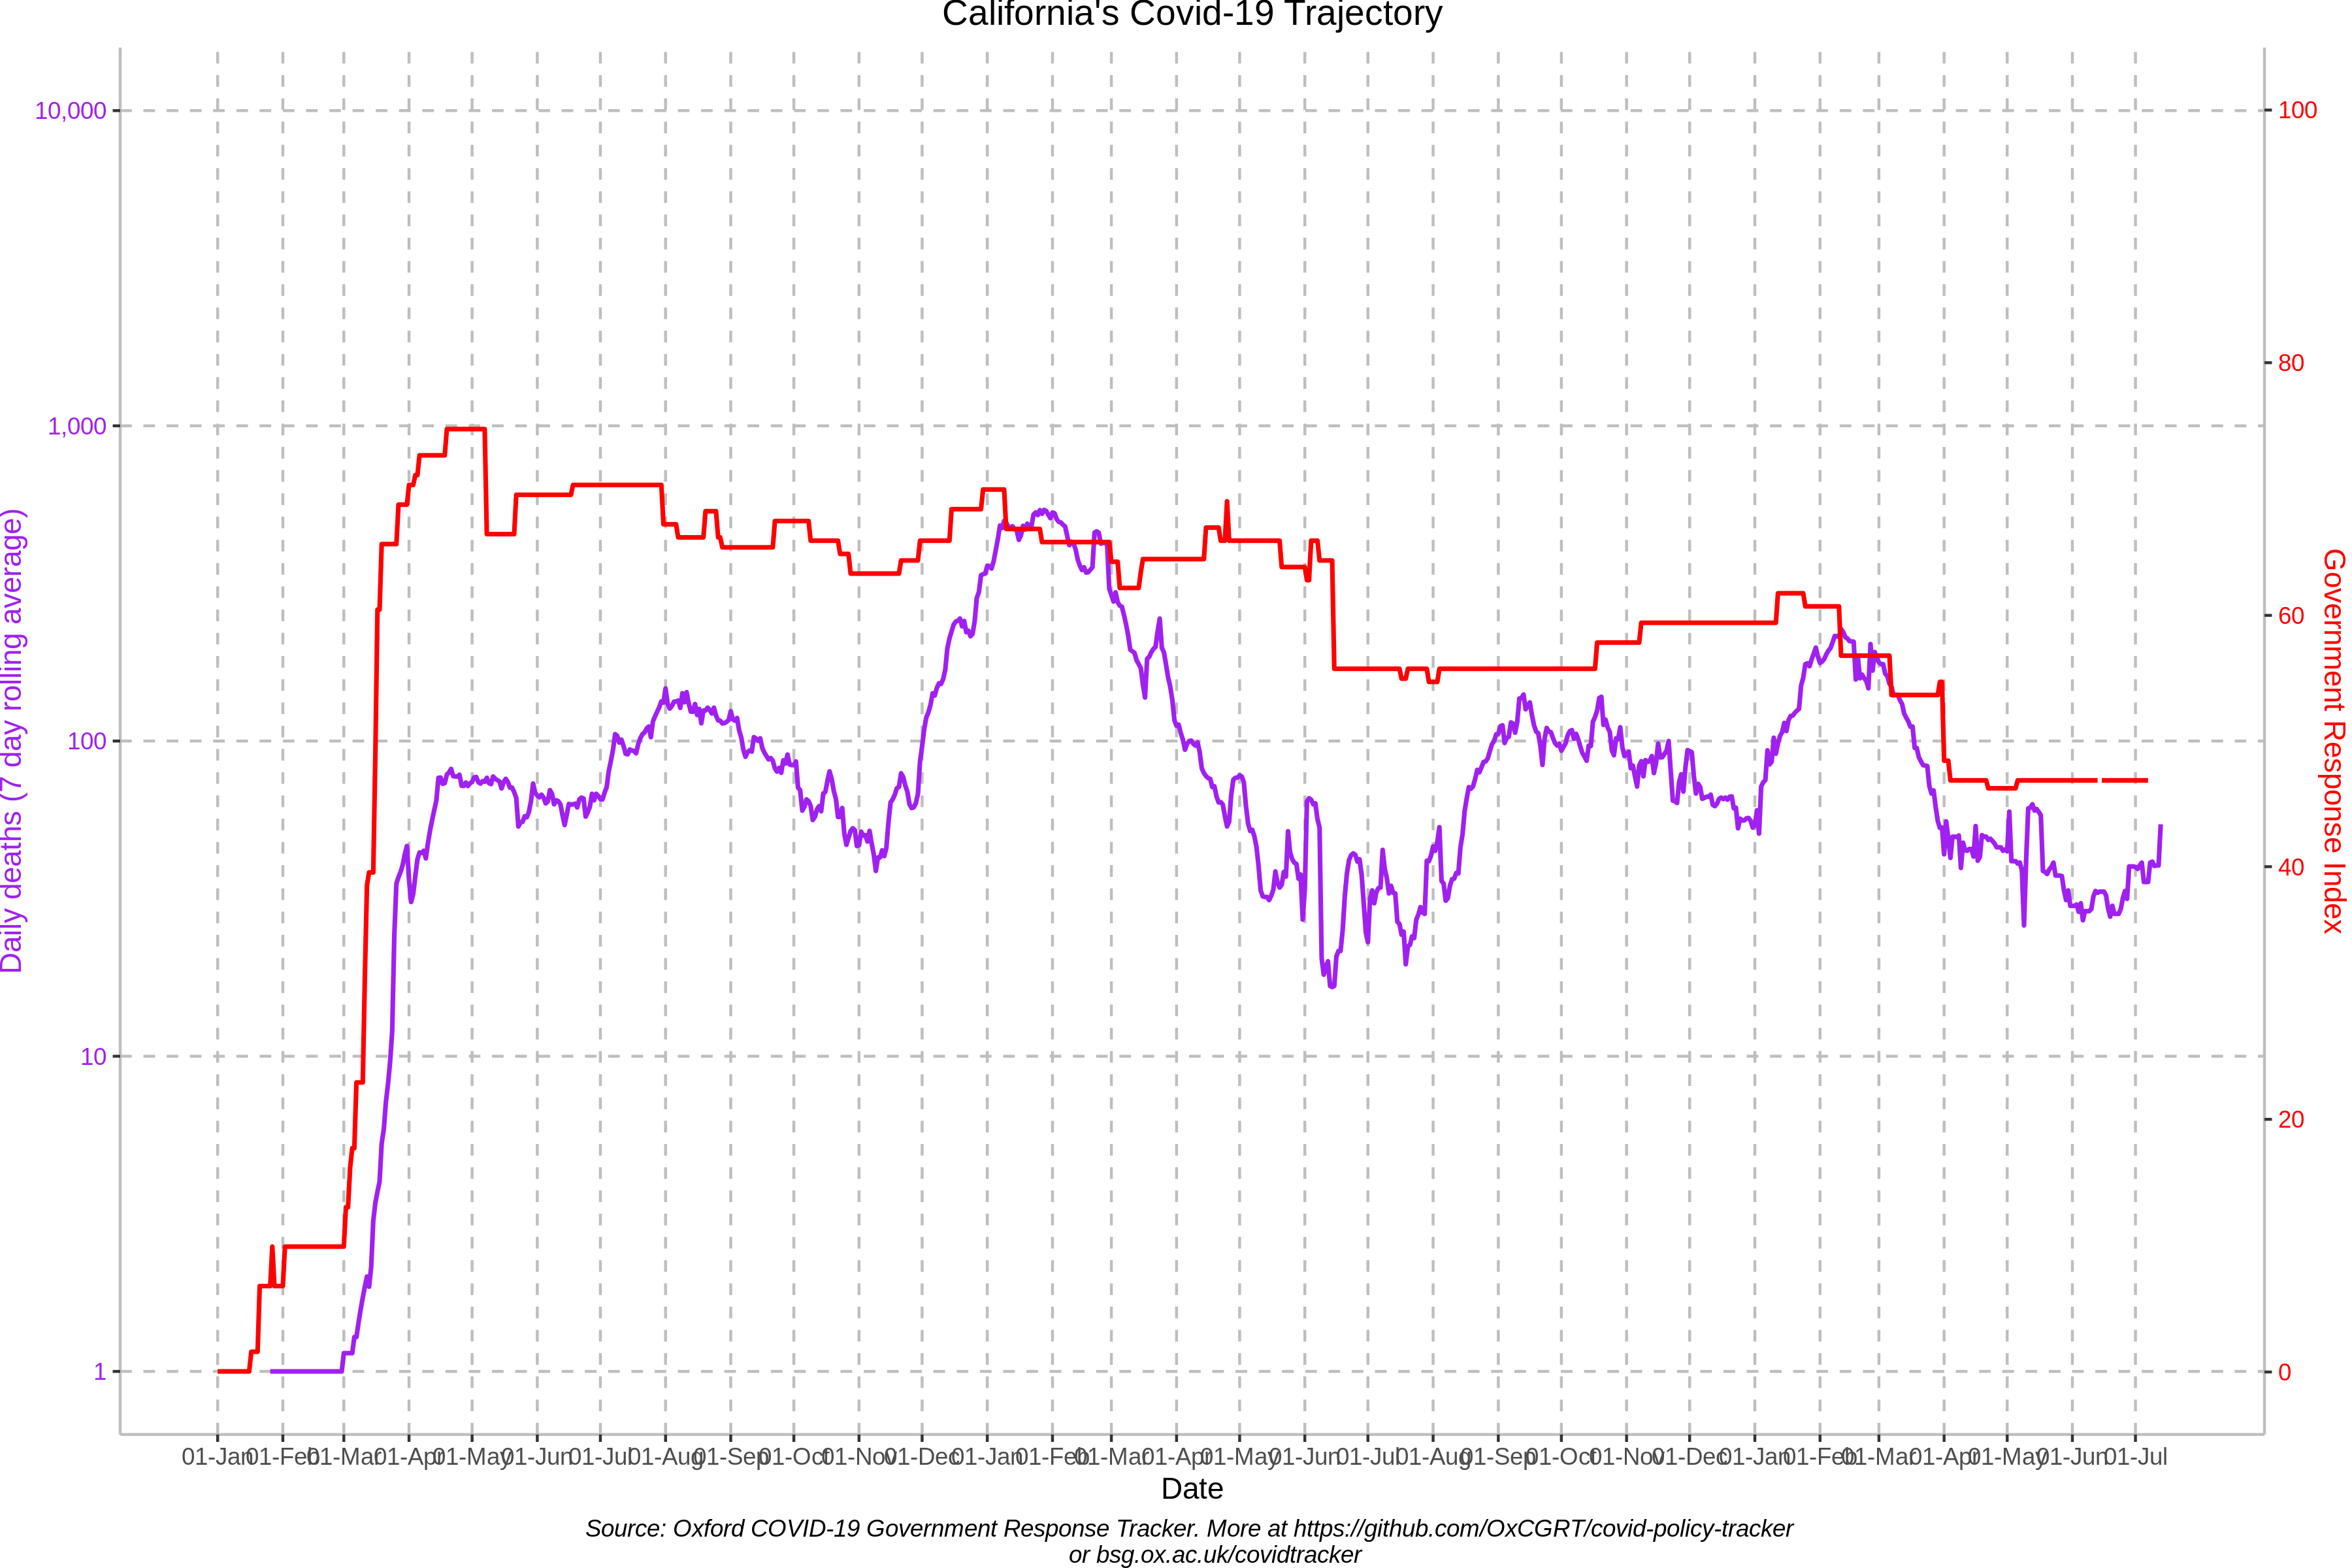 California's Covid-19 Trajectory
10,000
1,000
100
10
1
Daily deaths (7 day rolling average)
100
80
60
40
20
0
Government Response Index
01-Jan 01-Feb 01-Mar 01-Apr 01-May 01-Jun 01-Jul 01-Aug 01-Sep 01-Oct 01-Nov 01-Dec 01-Jan 01-Feb 01-Mar 01-Apr 01-May 01-Jun 01-Jul 01-Aug 01-Sep 01-Oct 01-Nov 01-Dec 01-Jan 01-Feb 01-Mar 01-Apr 01-May 01-Jun 01-Jul
Date
Source: Oxford COVID-19 Government Response Tracker. More at https://github.com/OxCGRT/covid-policy-tracker
or bsg.ox.ac.uk/covidtracker